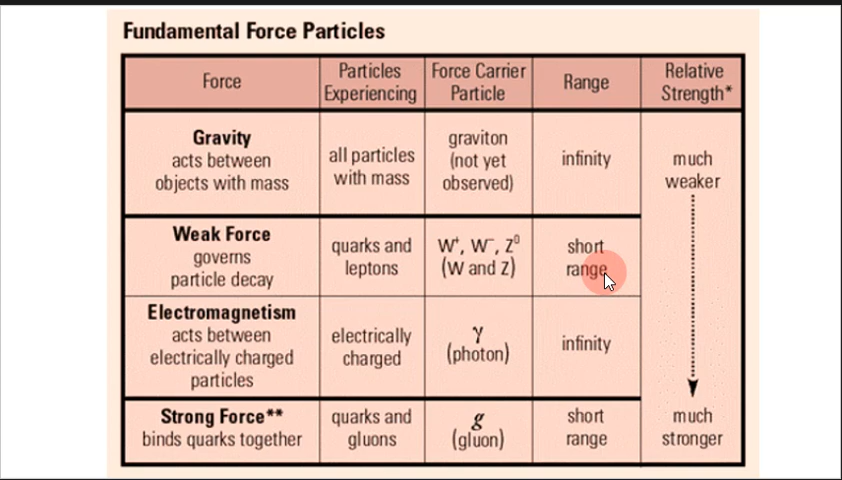 Fundamental Force Particles
Force
Particles
Experiencing
Force Carrier
Particle
Range
Relative
Strength*
Gravity
acts between
objects with mass
all particles
with mass
graviton
(not yet
observed)
infinity
much
weaker
Weak Force
governs
particle decay
quarks and
leptons
W⁺, W⁻, Z⁰
(W and Z)
short
range
Electromagnetism
acts between
electrically charged
particles
electrically
charged
γ
(photon)
infinity
Strong Force**
binds quarks together
quarks and
gluons
g
(gluon)
short
range
much
stronger